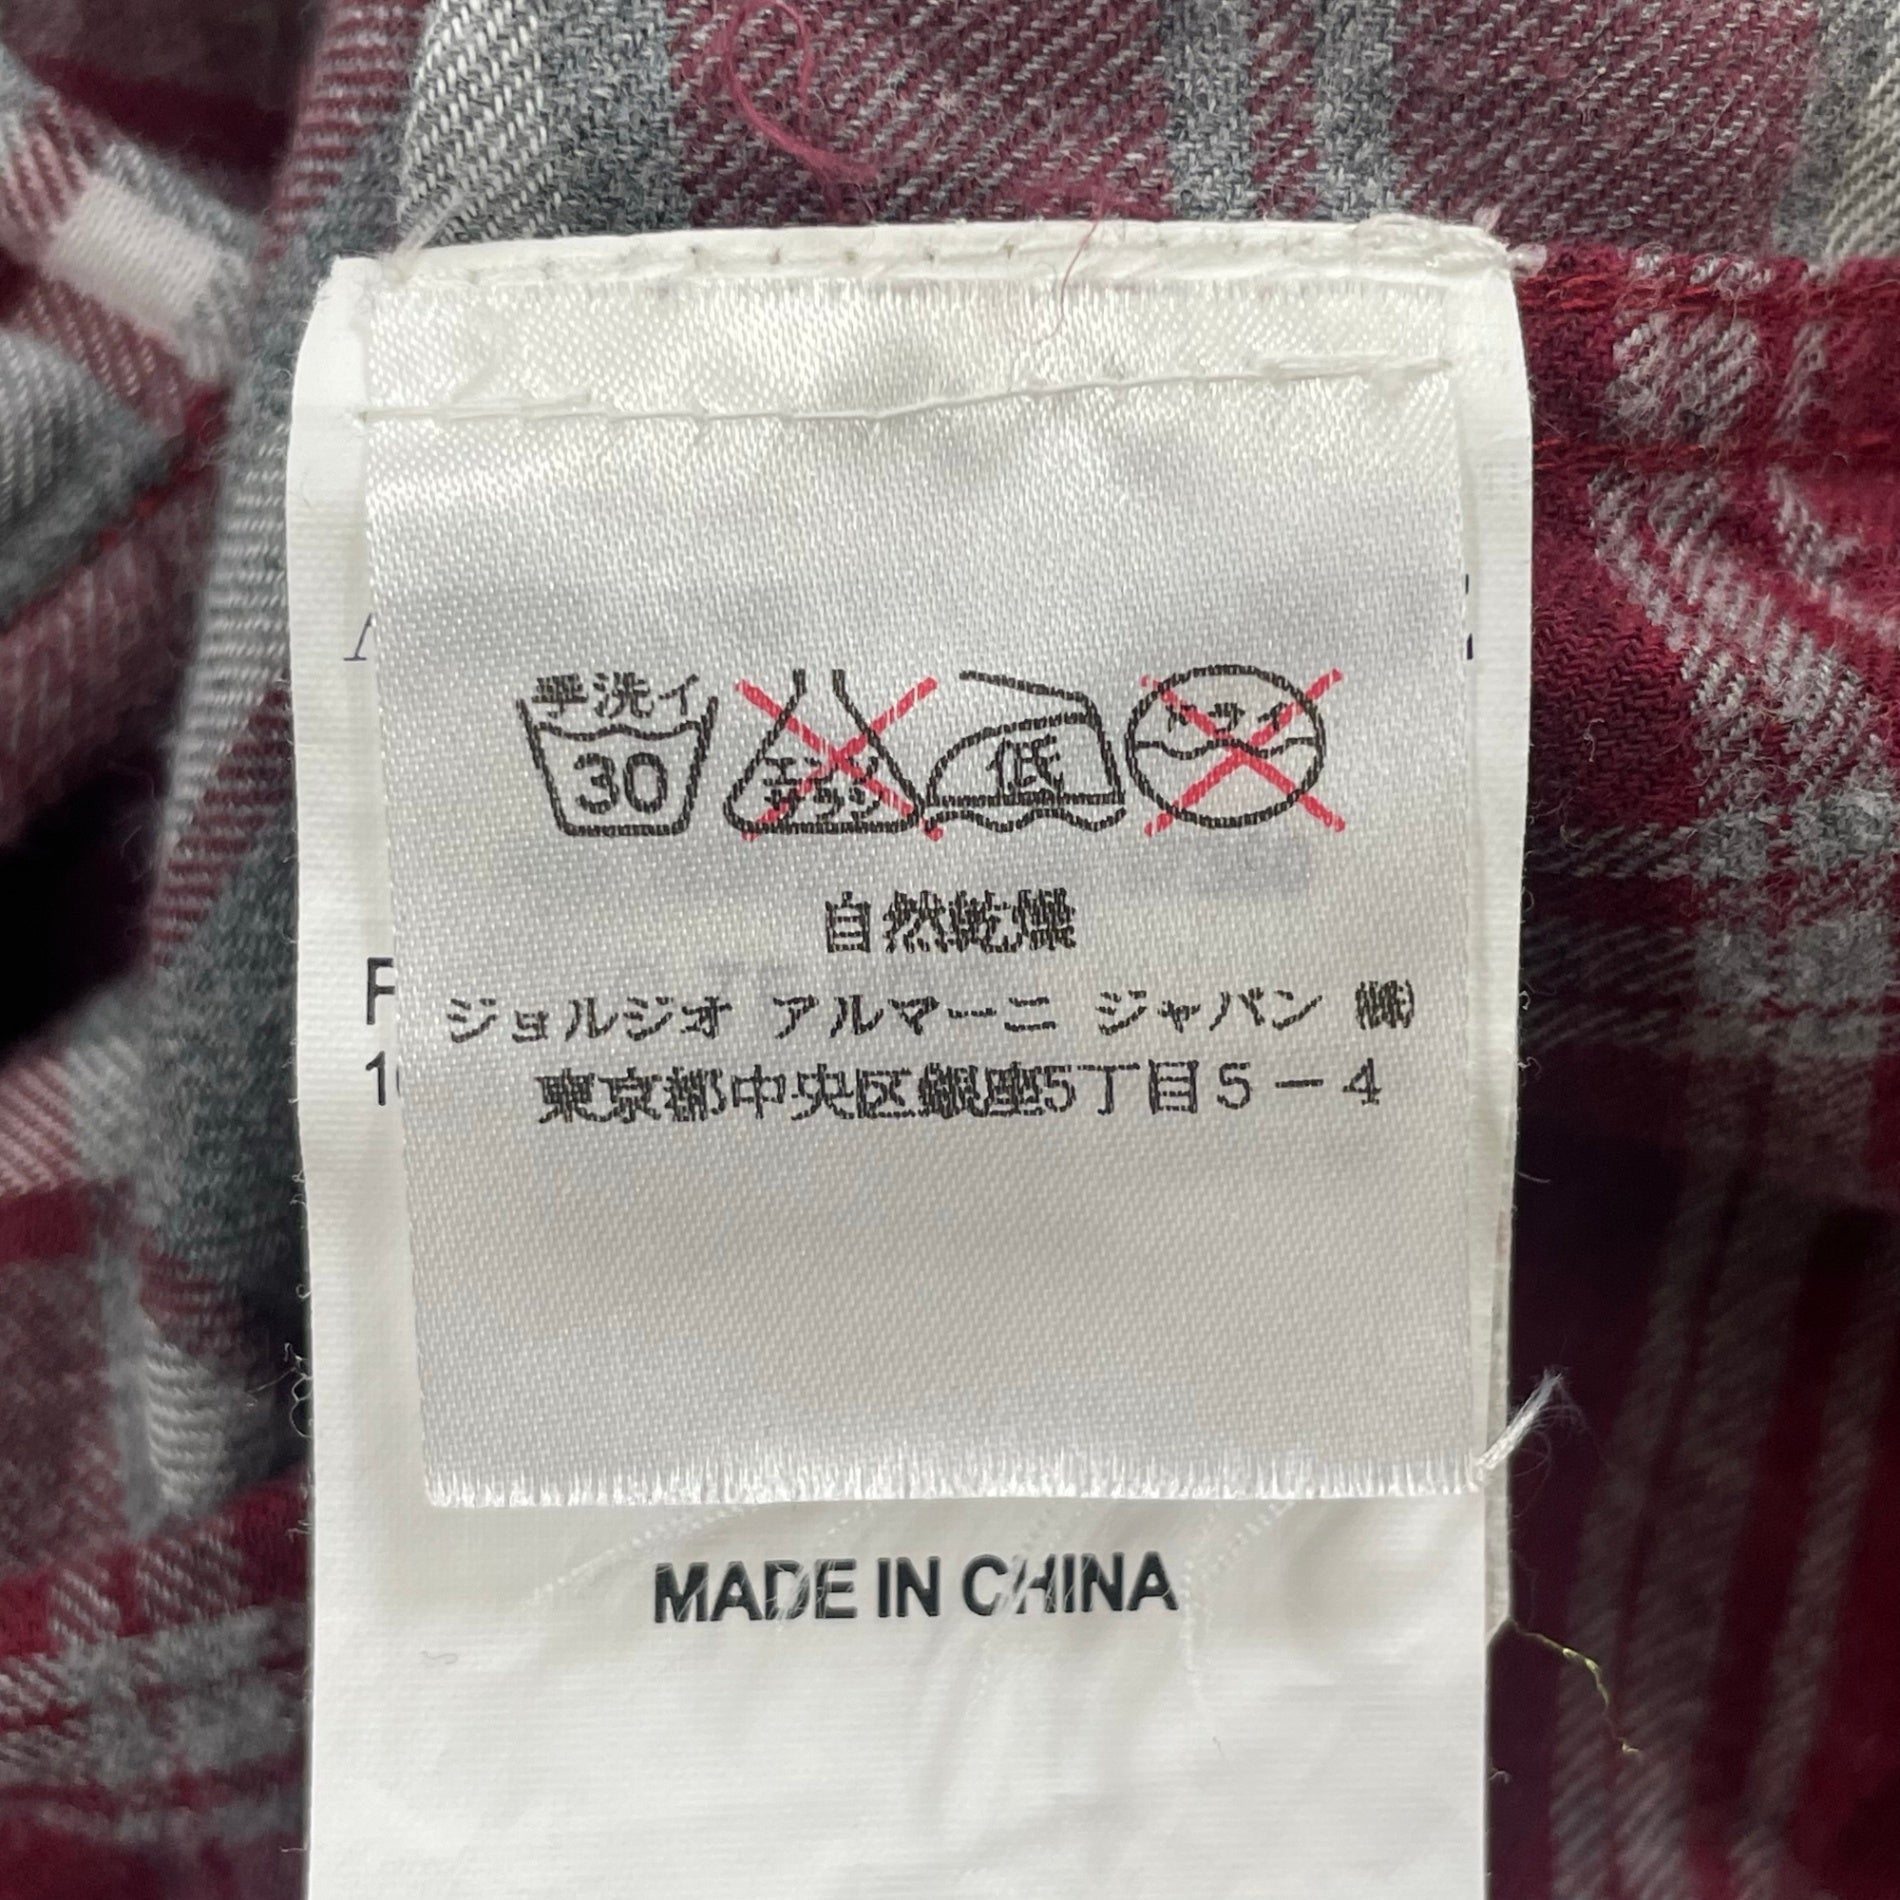 手洗イ
30
エンソ
サラシ
低
ドライ
自然乾燥
ジョルジオ アルマーニ ジャパン ㈱
東京都中央区銀座5丁目5-4
MADE IN CHINA